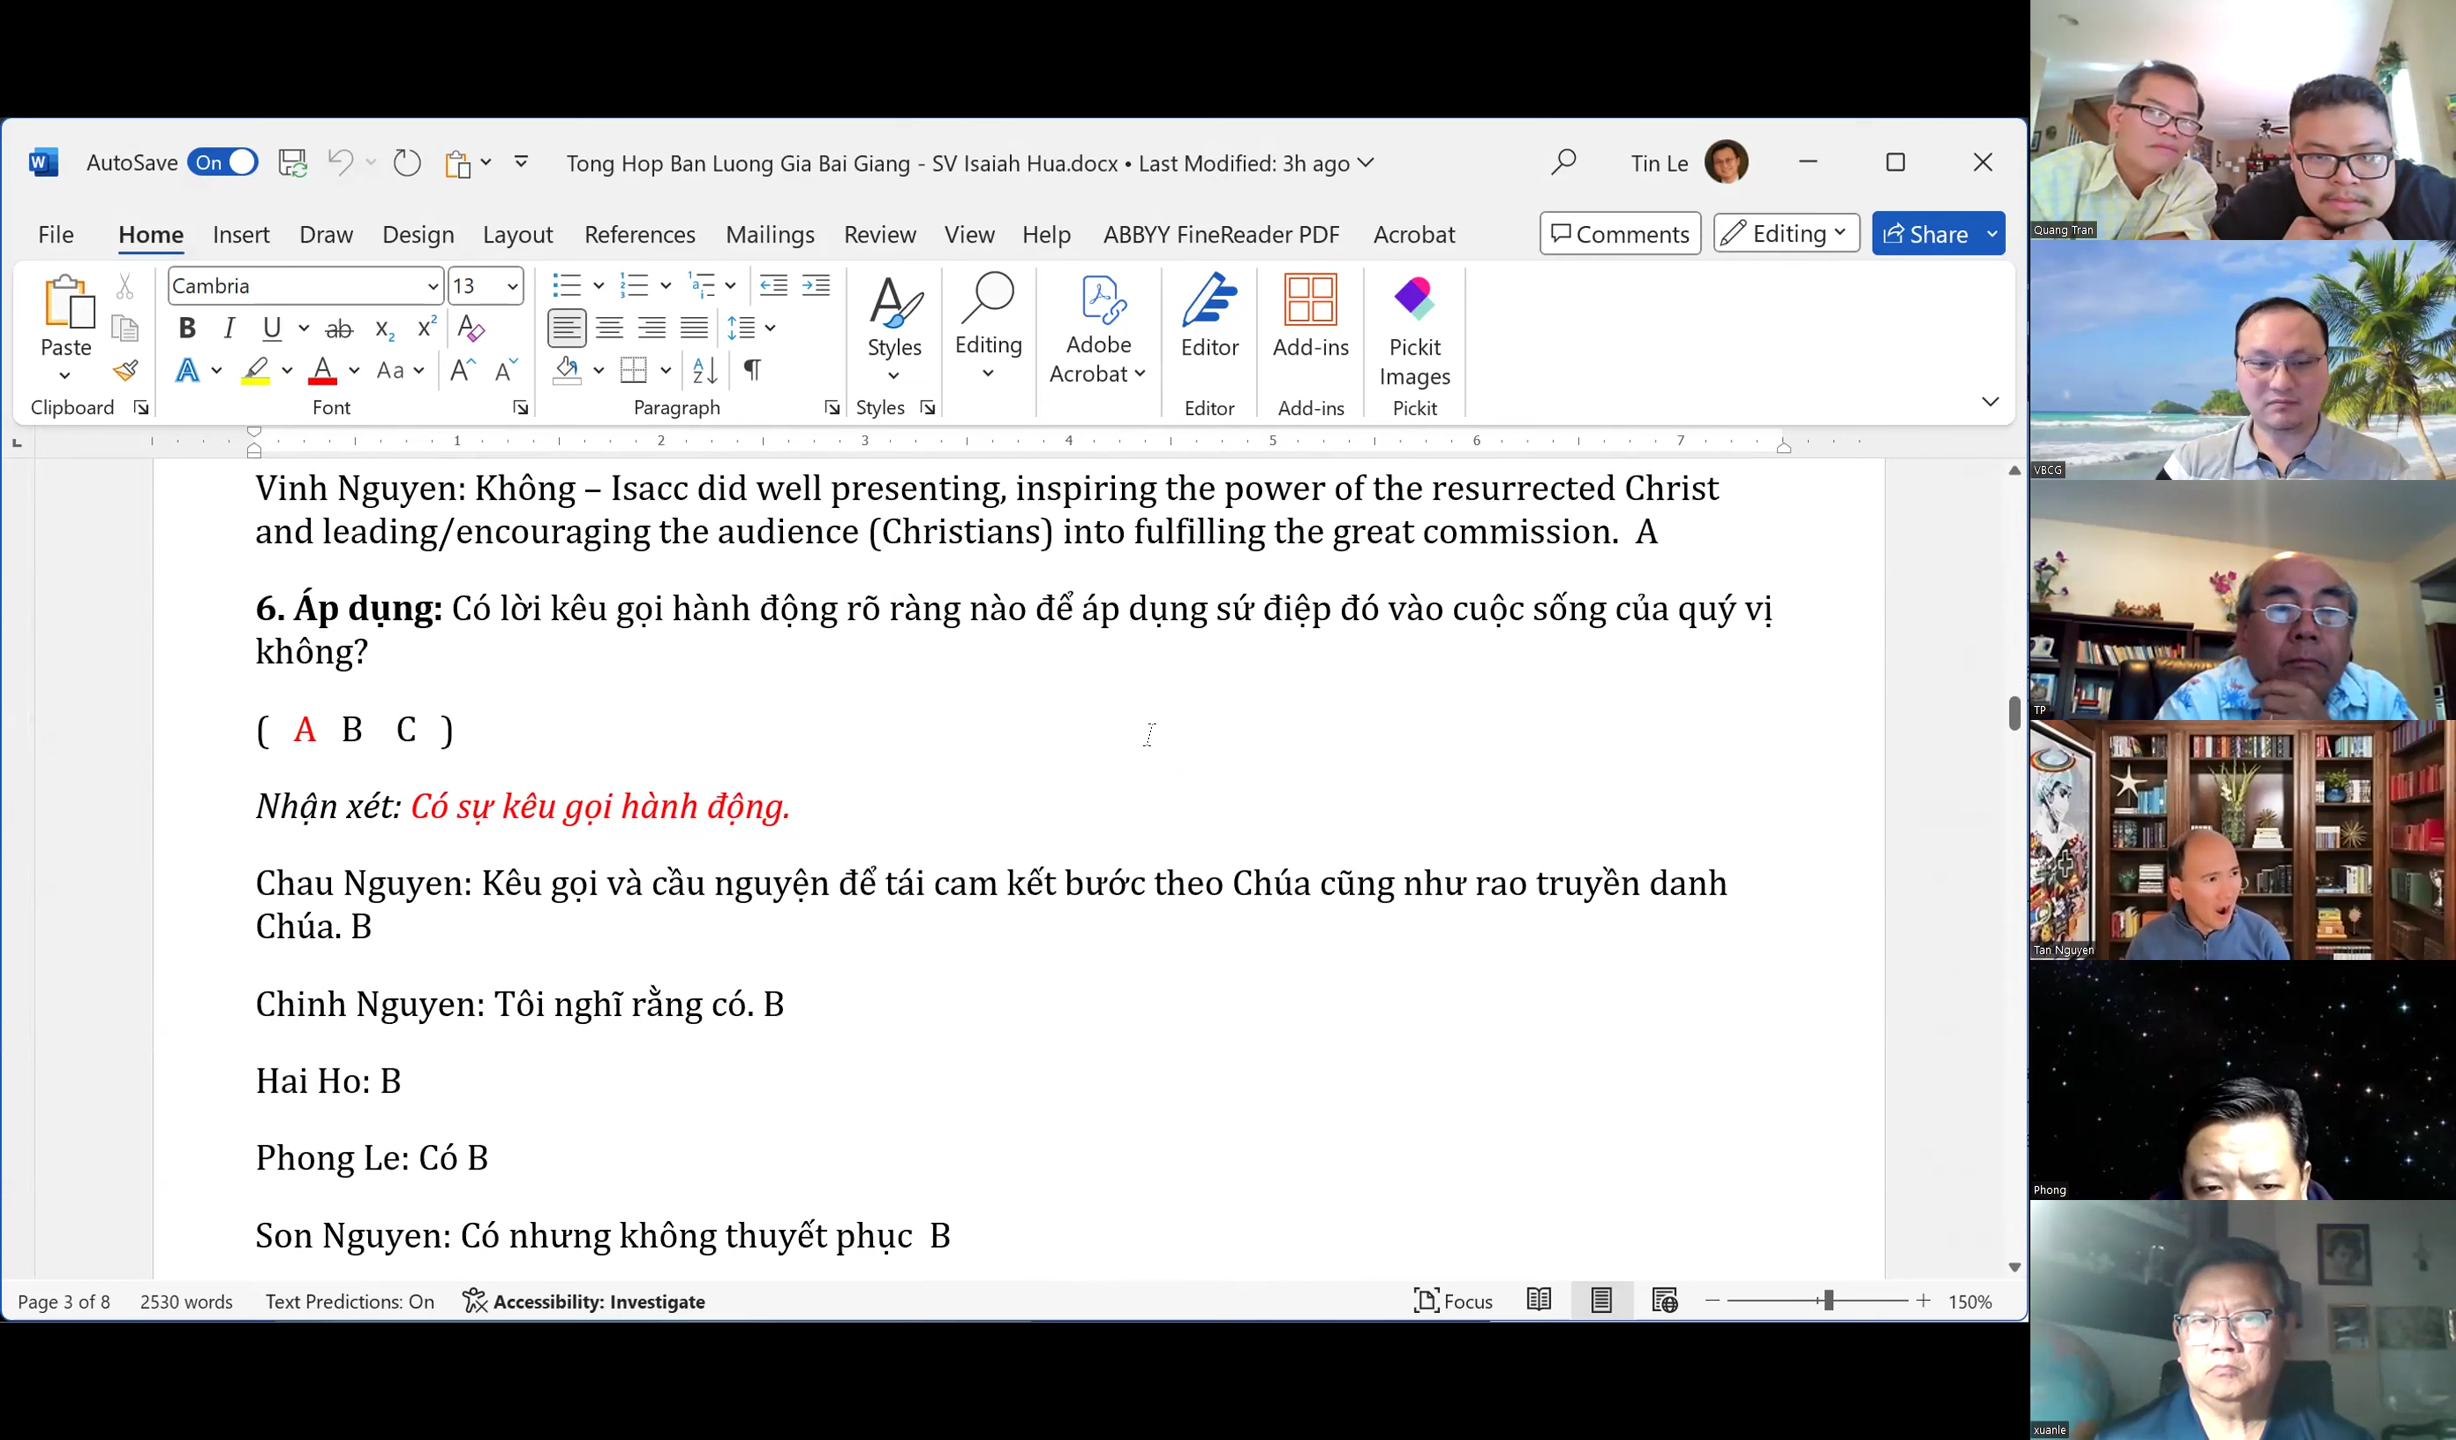 AutoSave On
Tong Hop Ban Luong Gia Bai Giang - SV Isaiah Hua.docx • Last Modified: 3h ago
Tin Le
File Home Insert Draw Design Layout References Mailings Review View Help ABBYY FineReader PDF Acrobat
Comments Editing Share
Cambria 13
Paste
Styles
Editing
Adobe Acrobat
Editor
Add-ins
Pickit Images
Clipboard Font Paragraph Styles Editor Add-ins Pickit
1 2 3 4 5 6 7
Vinh Nguyen: Không – Isacc did well presenting, inspiring the power of the resurrected Christ
and leading/encouraging the audience (Christians) into fulfilling the great commission. A
6. Áp dụng: Có lời kêu gọi hành động rõ ràng nào để áp dụng sứ điệp đó vào cuộc sống của quý vị
không?
( A B C )
Nhận xét: Có sự kêu gọi hành động.
Chau Nguyen: Kêu gọi và cầu nguyện để tái cam kết bước theo Chúa cũng như rao truyền danh
Chúa. B
Chinh Nguyen: Tôi nghĩ rằng có. B
Hai Ho: B
Phong Le: Có B
Son Nguyen: Có nhưng không thuyết phục B
Page 3 of 8 2530 words Text Predictions: On Accessibility: Investigate
Focus 150%
Quang Tran
VBCG
TP
Tan Nguyen
Phong
xuanle